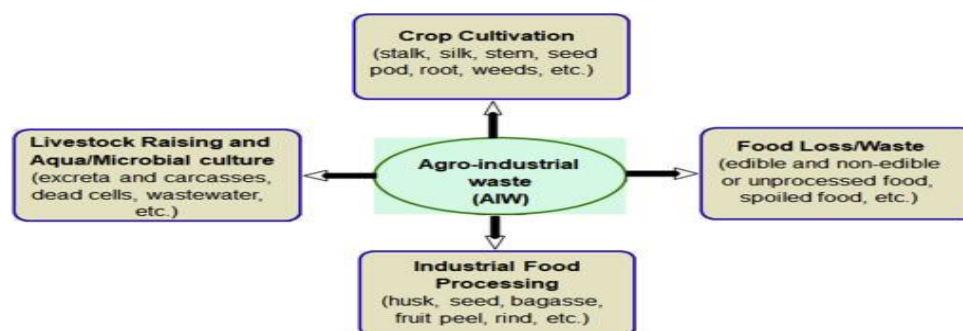 Crop Cultivation
(stalk, silk, stem, seed
pod, root, weeds, etc.)
Livestock Raising and
Aqua/Microbial culture
(excreta and carcasses,
dead cells, wastewater,
etc.)
Agro-industrial
waste
(AIW)
Food Loss/Waste
(edible and non-edible
or unprocessed food,
spoiled food, etc.)
Industrial Food
Processing
(husk, seed, bagasse,
fruit peel, rind, etc.)